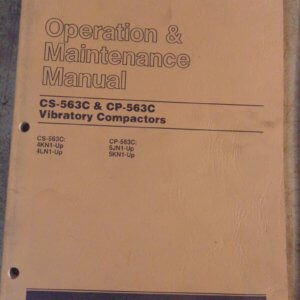 Operation &
Maintenance
Manual
CS-563C & CP-563C
Vibratory Compactors
CS-563C: CP-563C:
4KN1-Up 5JN1-Up
4LN1-Up 5KN1-Up